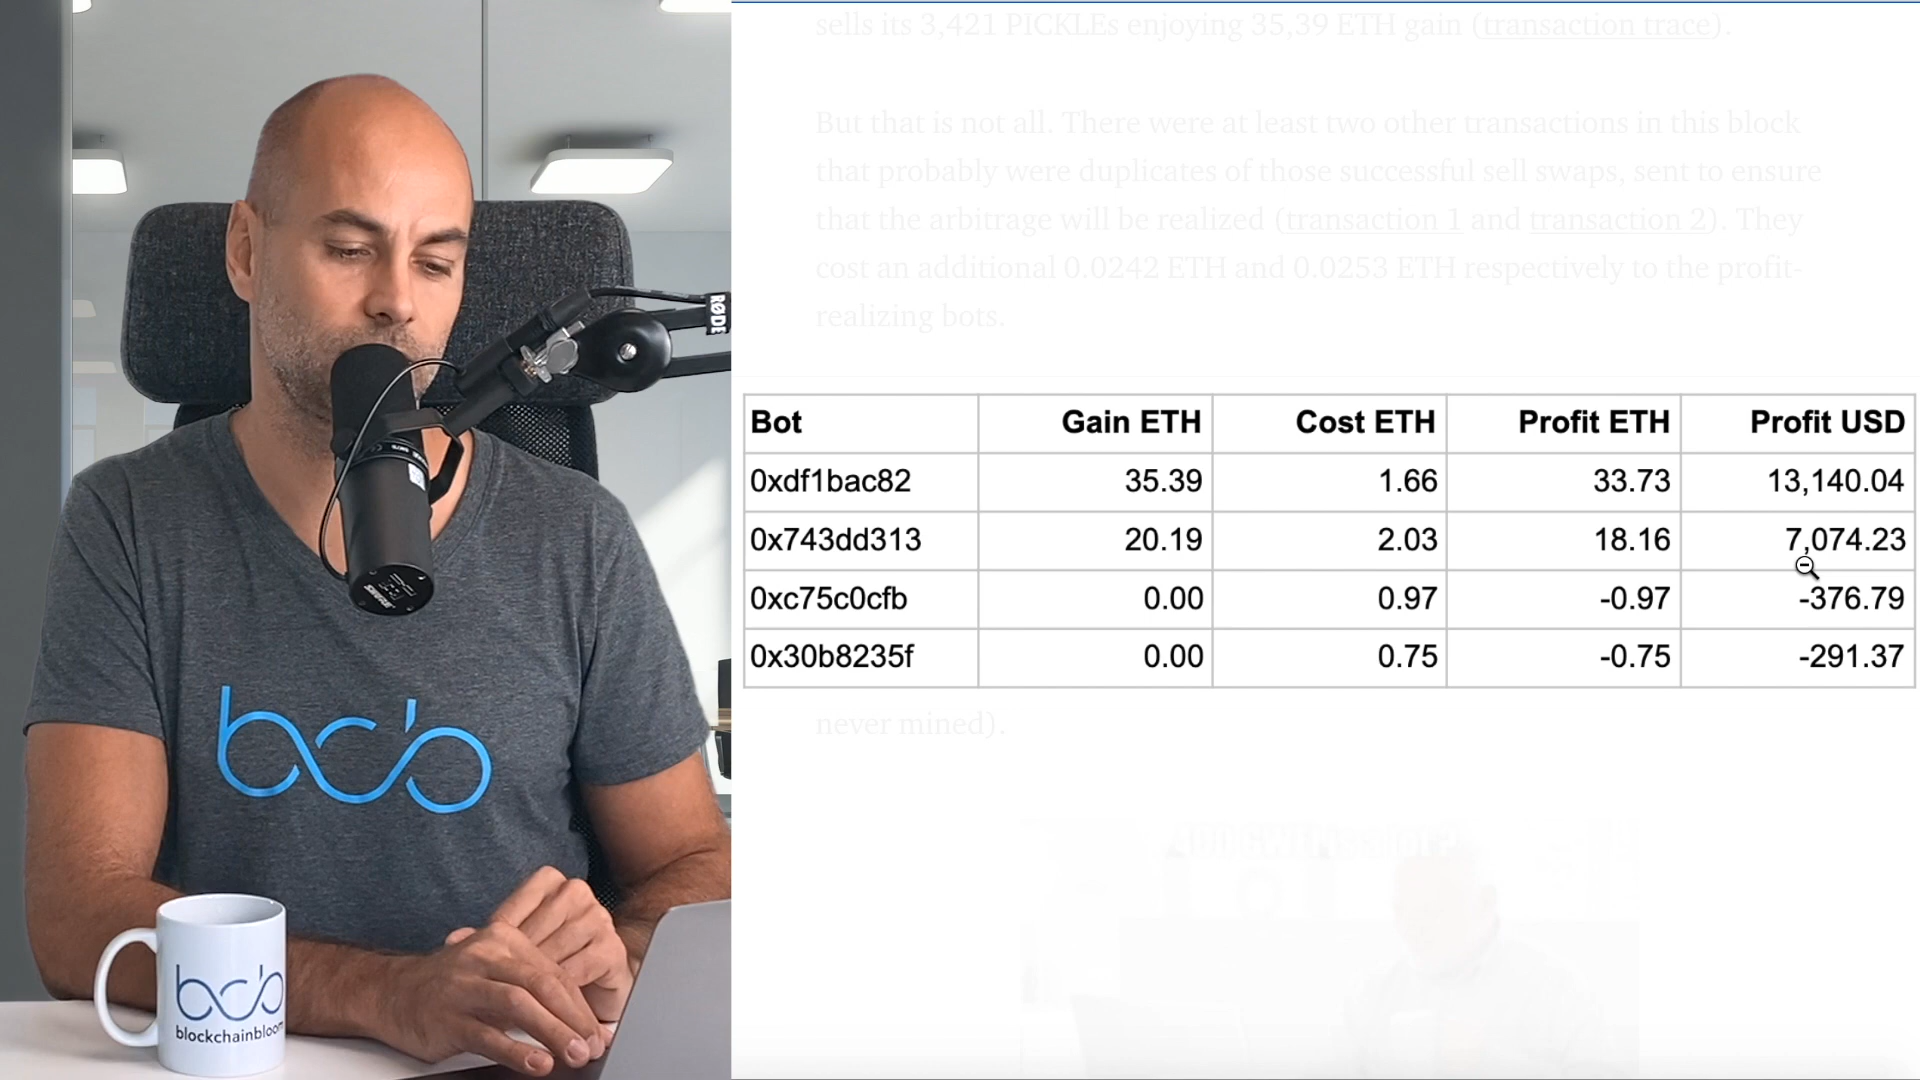 sells its 3,421 PICKLEs enjoying 35,39 ETH gain (transaction trace).
But that is not all. There were at least two other transactions in this block
that probably were duplicates of those successful sell swaps, sent to ensure
that the arbitrage will be realized (transaction 1 and transaction 2). They
cost an additional 0.0242 ETH and 0.0253 ETH respectively to the profit-
realizing bots.
Bot Gain ETH Cost ETH Profit ETH Profit USD
0xdf1bac82 35.39 1.66 33.73 13,140.04
0x743dd313 20.19 2.03 18.16 7,074.23
0xc75c0cfb 0.00 0.97 -0.97 -376.79
0x30b8235f 0.00 0.75 -0.75 -291.37
never mined).
RØDE
SHURE
bcb
bcb
blockchainbloom